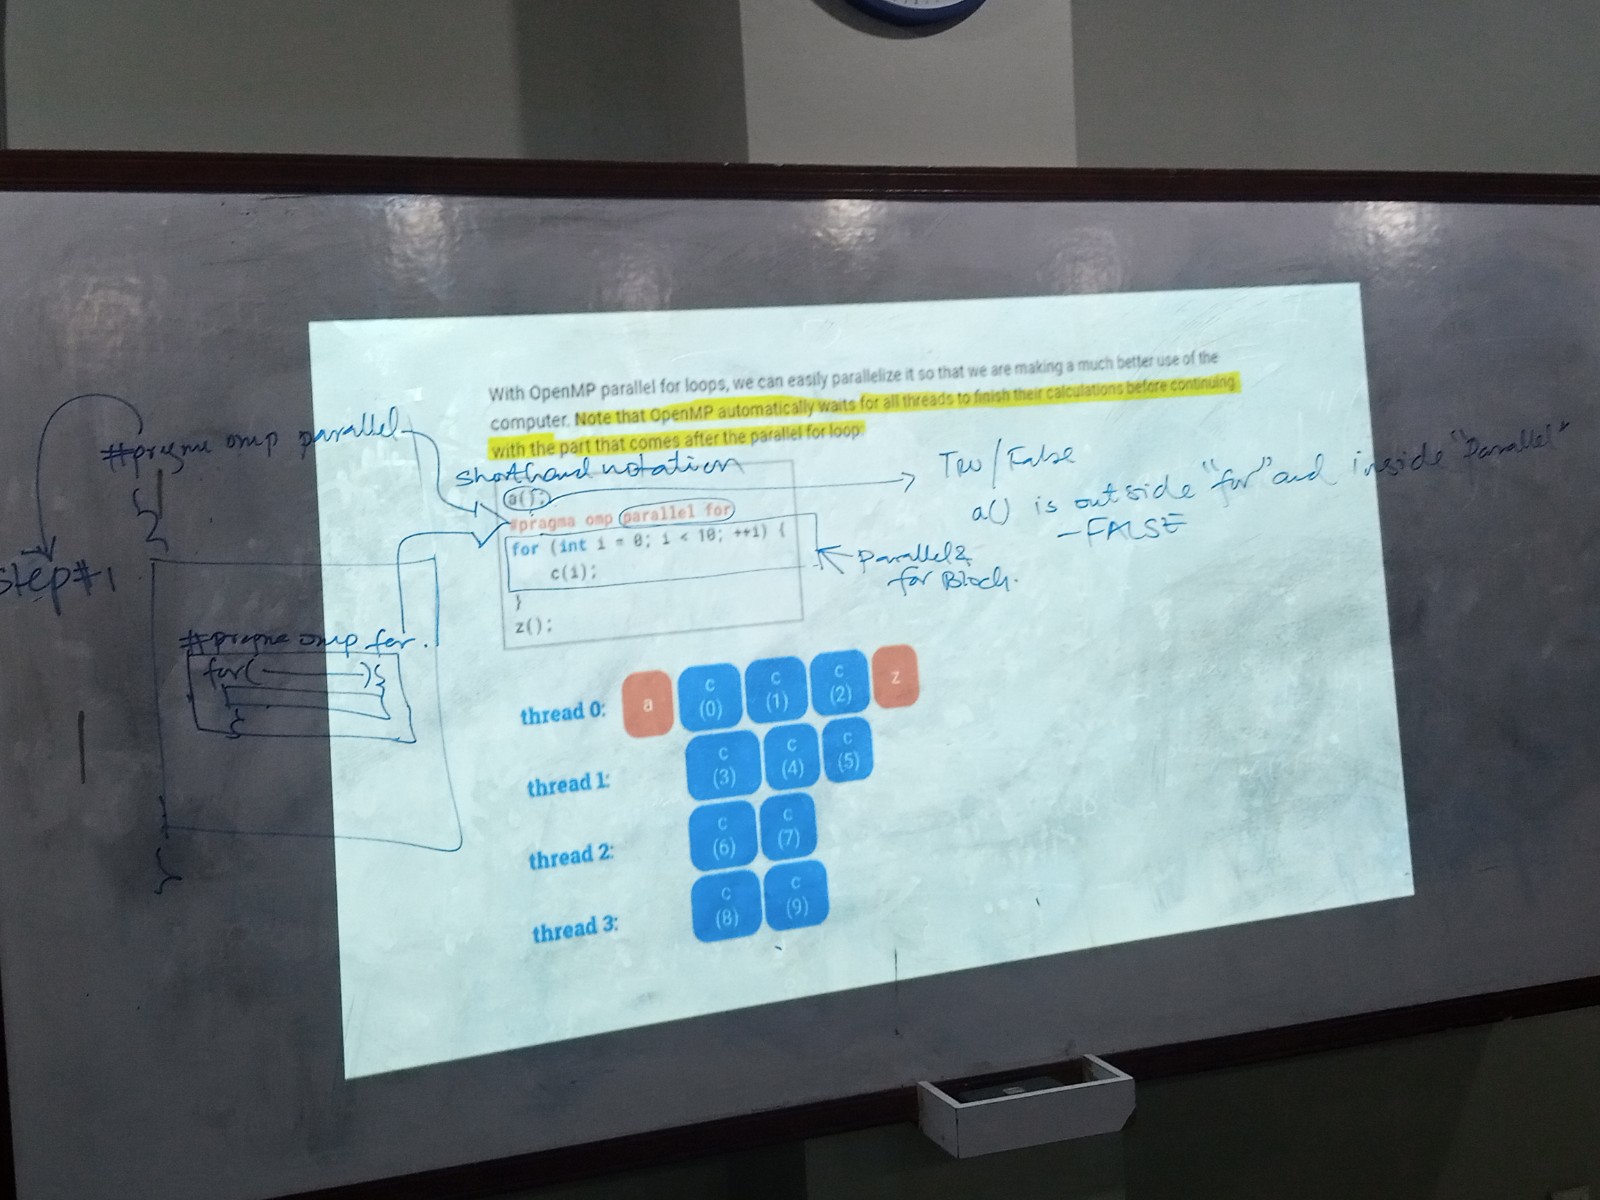 With OpenMP parallel for loops, we can easily parallelize it so that we are making a much better use of the
computer. Note that OpenMP automatically waits for all threads to finish their calculations before continuing
with the part that comes after the parallel for loop:
#pragma omp parallel
{
Step#1
#pragma omp for
for(
){
}
}
Shorthand notation
a();
#pragma omp parallel for
for (int i = 0; i < 10; ++i) {
c(i);
}
z();
/False
a() is outside "for" and inside "Parallel"
-FALSE
Parallel &
for Block.
thread 0: a c (0) c (1) c (2) z
thread 1: c (3) c (4) c (5)
thread 2: c (6) c (7)
thread 3: c (8) c (9)